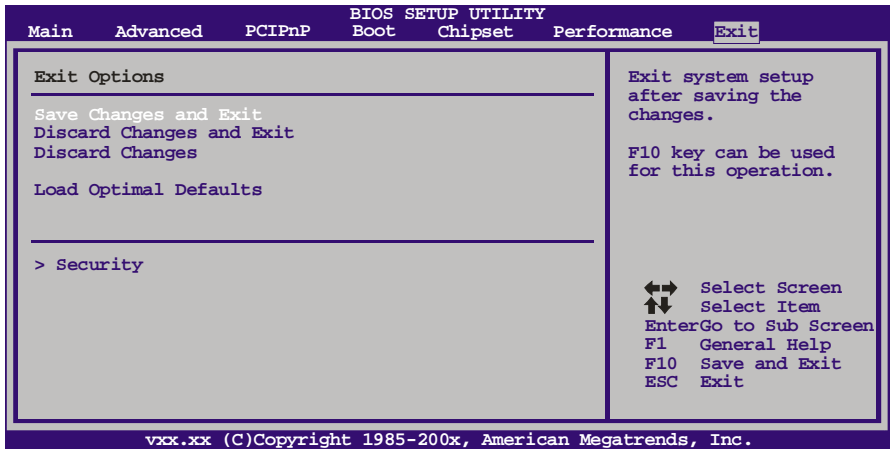 BIOS SETUP UTILITY
Main Advanced PCIPnP Boot Chipset Performance Exit
Exit Options
Save Changes and Exit
Discard Changes and Exit
Discard Changes
Load Optimal Defaults
> Security
Exit system setup
after saving the
changes.
F10 key can be used
for this operation.
Select Screen
Select Item
EnterGo to Sub Screen
F1 General Help
F10 Save and Exit
ESC Exit
vxx.xx (C)Copyright 1985-200x, American Megatrends, Inc.